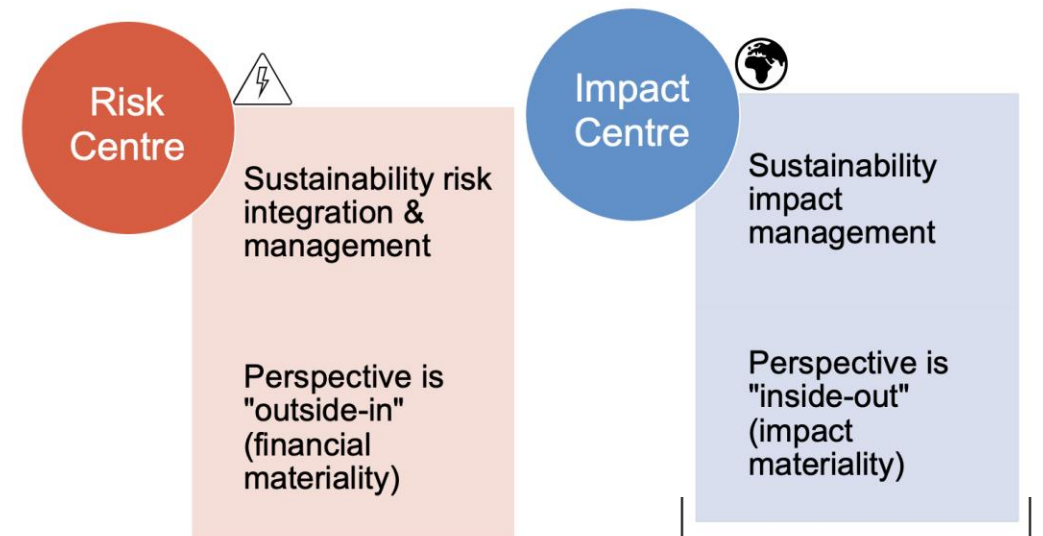 Risk
Centre
Sustainability risk
integration &
management
Perspective is
"outside-in"
(financial
materiality)
Impact
Centre
Sustainability
impact
management
Perspective is
"inside-out"
(impact
materiality)